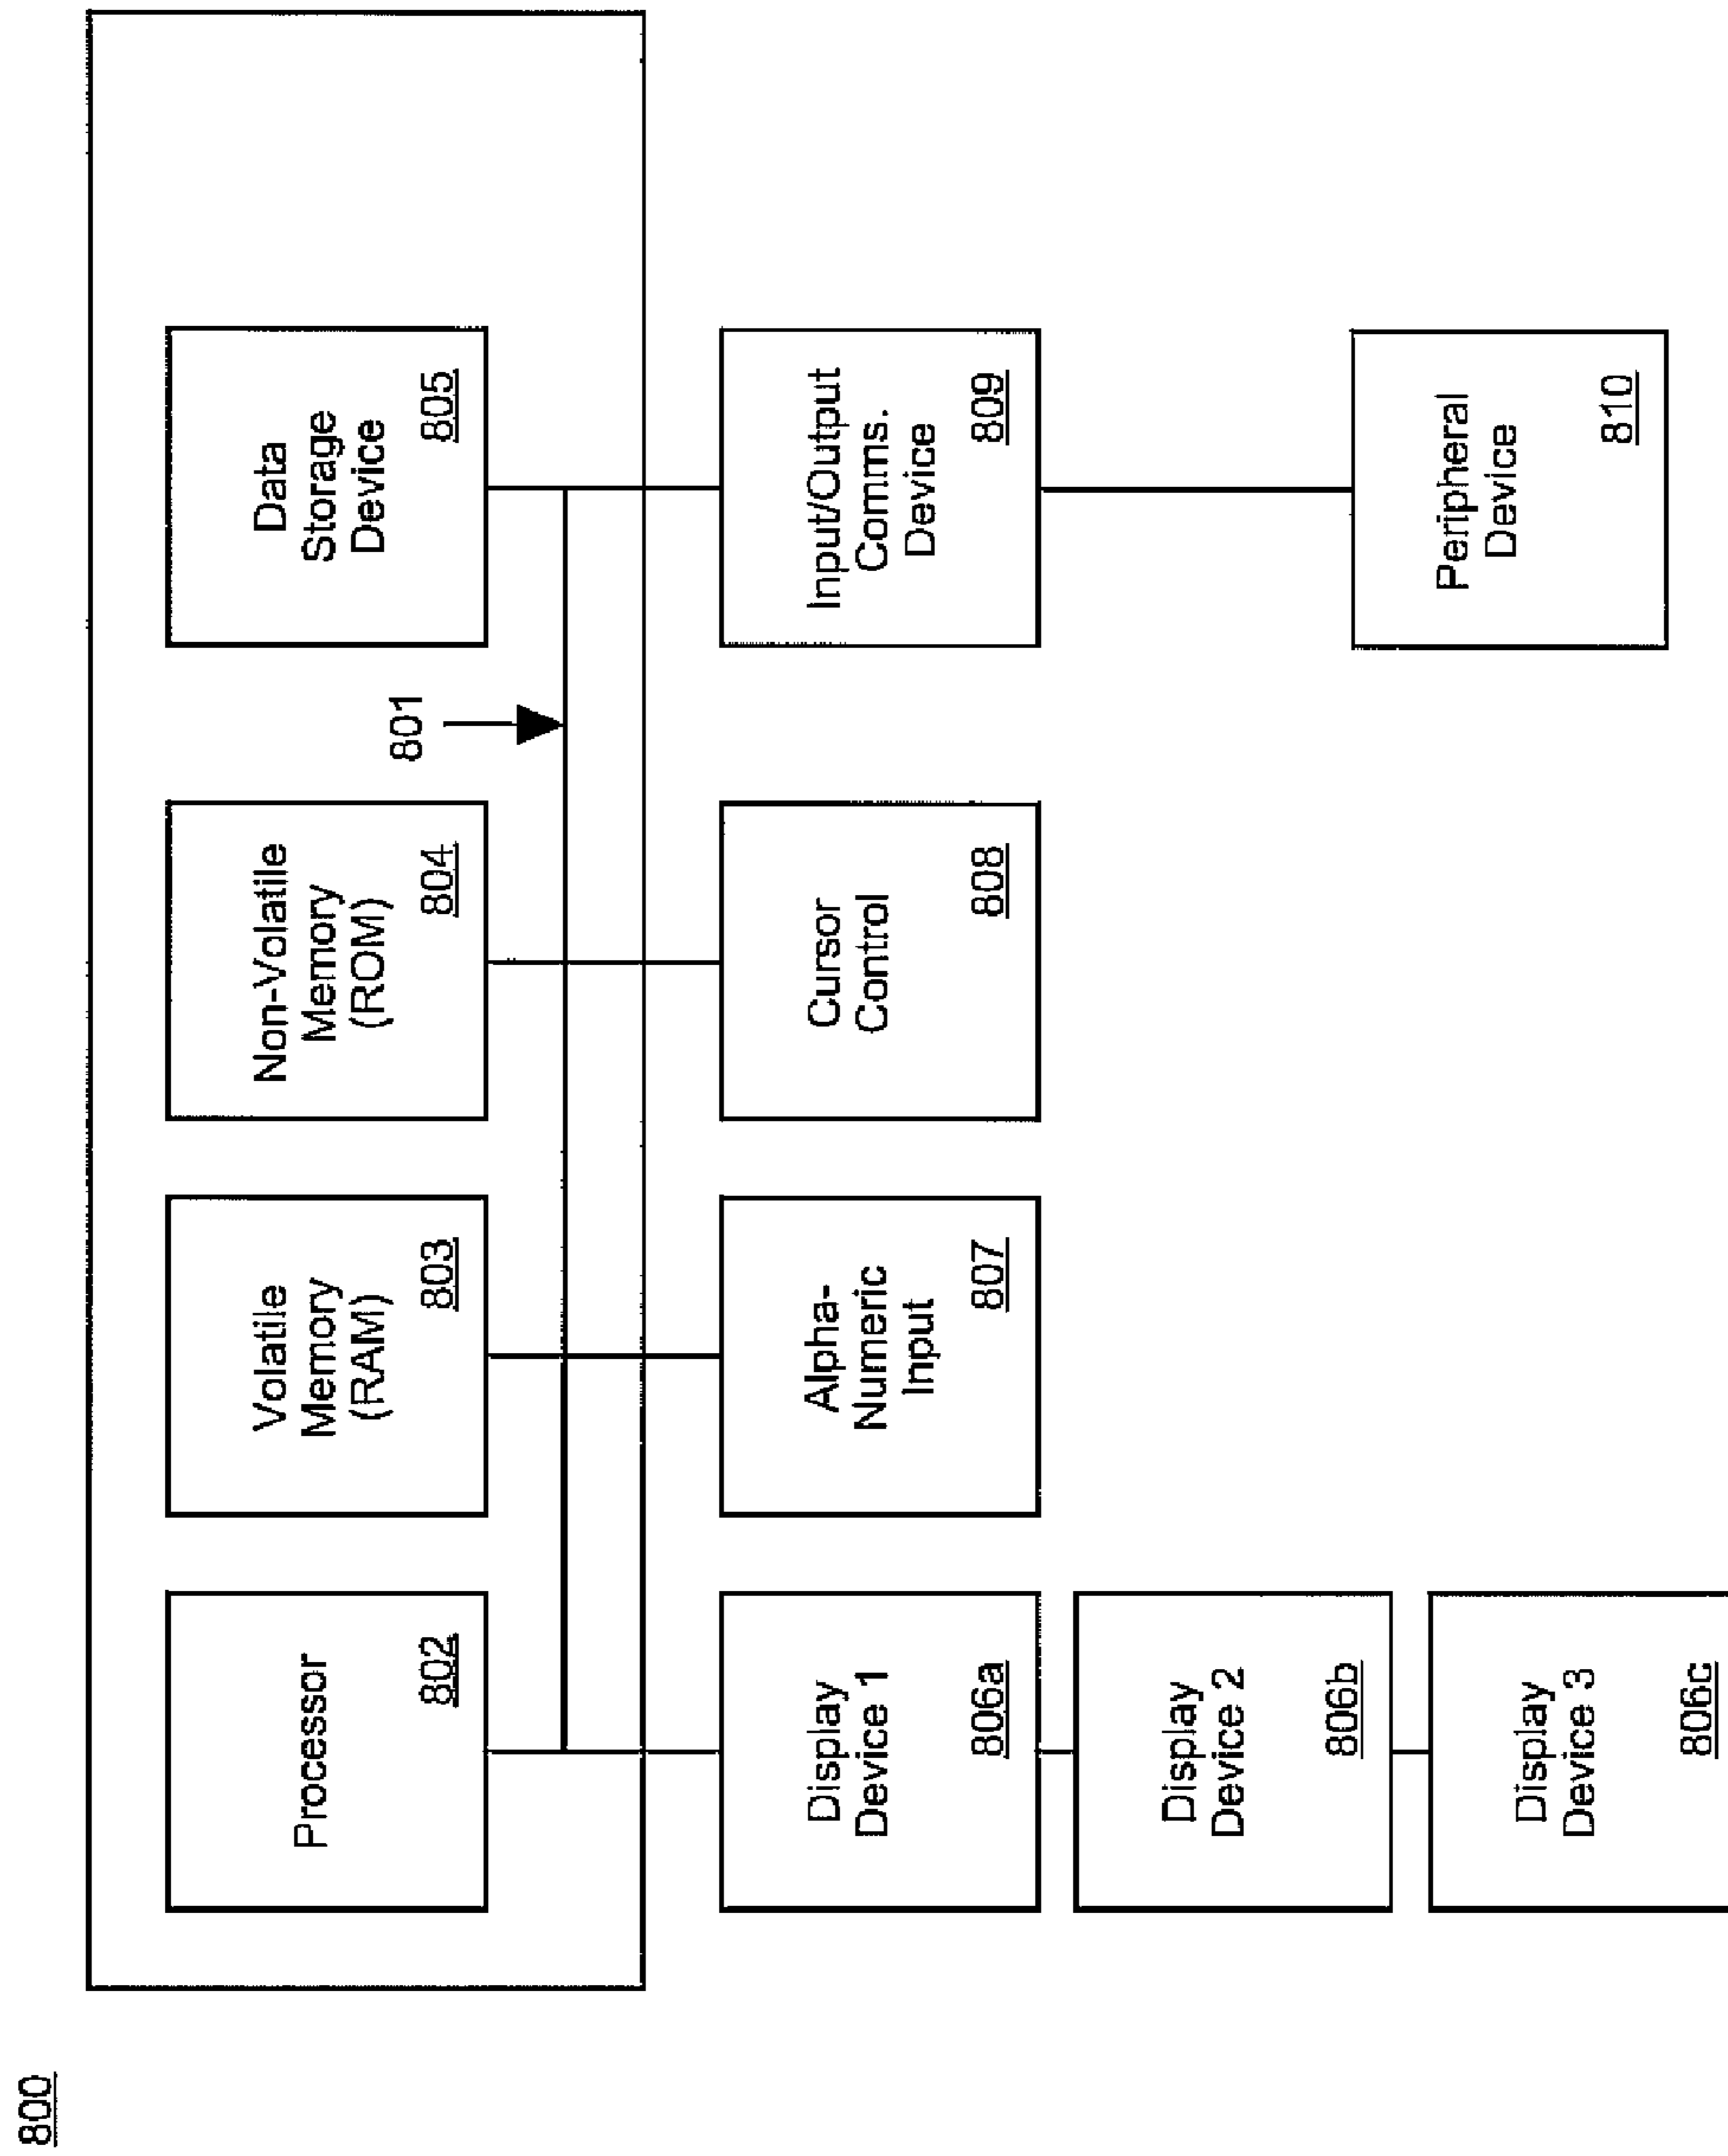 800
Processor
802
Volatile
Memory
(RAM)
803
Non-Volatile
Memory
(ROM)
804
Data
Storage
Device
805
801
Display
Device 1
806a
Alpha-
Numeric
Input
807
Cursor
Control
808
Input/Output
Comms.
Device
809
Display
Device 2
806b
Display
Device 3
806c
Peripheral
Device
810